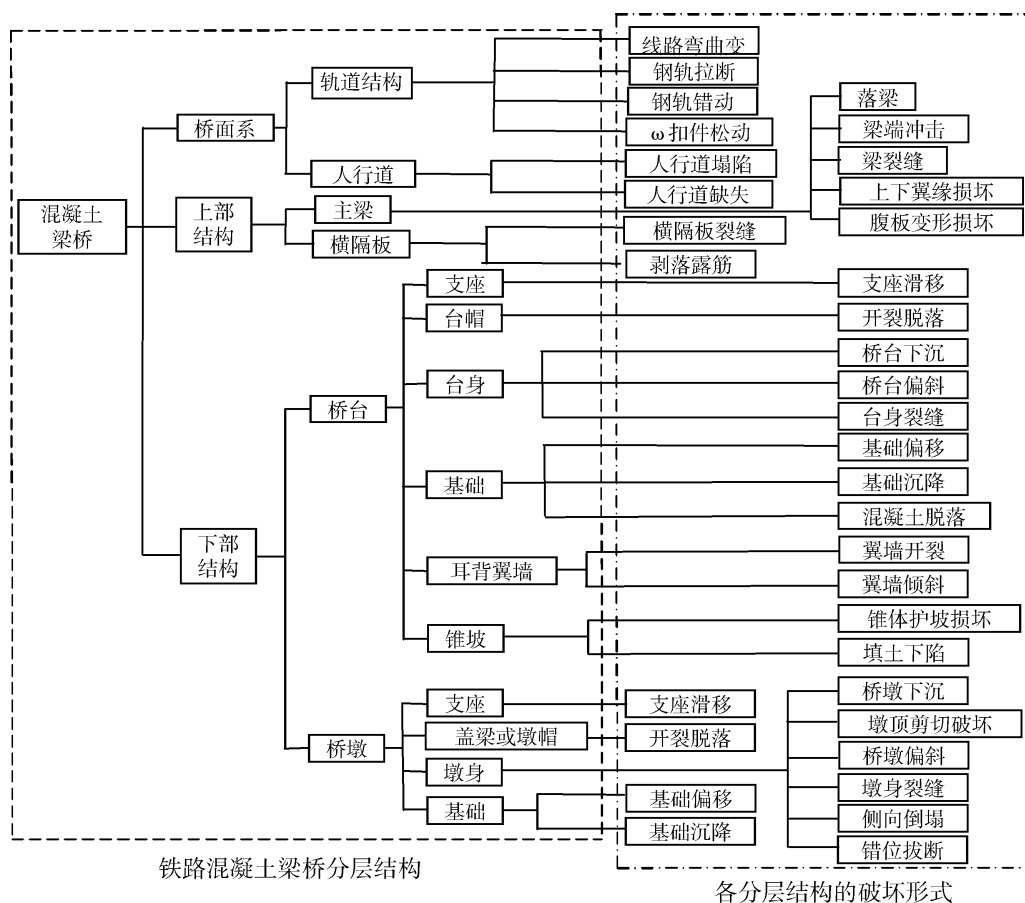 线路弯曲变
轨道结构
钢轨拉断
钢轨错动
落梁
桥面系
ω扣件松动
梁端冲击
人行道
人行道塌陷
梁裂缝
人行道缺失
上下翼缘损坏
混凝土
梁桥
上部
结构
主梁
腹板变形损坏
横隔板
横隔板裂缝
剥落露筋
支座
支座滑移
台帽
开裂脱落
桥台下沉
台身
桥台偏斜
桥台
台身裂缝
基础偏移
基础
基础沉降
混凝土脱落
下部
结构
翼墙开裂
耳背翼墙
翼墙倾斜
锥体护坡损坏
锥坡
填土下陷
桥墩下沉
支座
支座滑移
墩顶剪切破坏
盖梁或墩帽
开裂脱落
桥墩
桥墩偏斜
墩身
墩身裂缝
基础
基础偏移
侧向倒塌
基础沉降
错位拔断
铁路混凝土梁桥分层结构
各分层结构的破坏形式